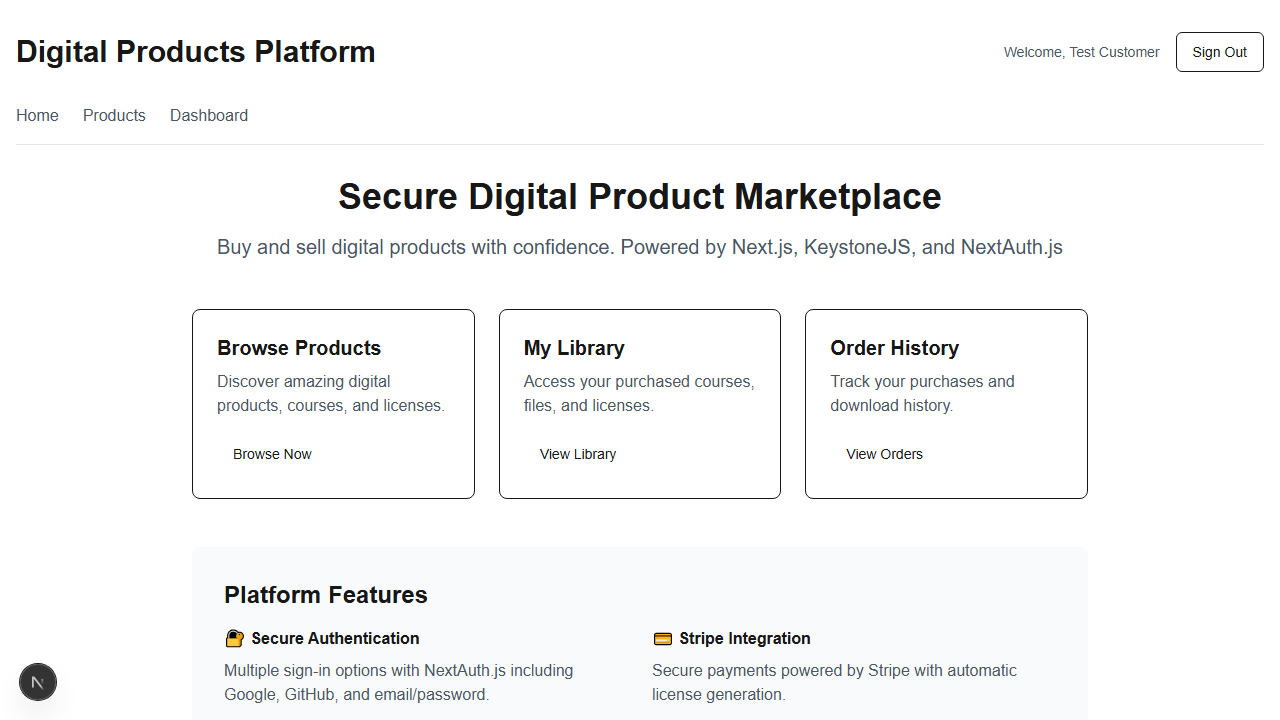 Digital Products Platform
Welcome, Test Customer
Sign Out
Home
Products
Dashboard
Secure Digital Product Marketplace
Buy and sell digital products with confidence. Powered by Next.js, KeystoneJS, and NextAuth.js
Browse Products
Discover amazing digital
products, courses, and licenses.
Browse Now
My Library
Access your purchased courses,
files, and licenses.
View Library
Order History
Track your purchases and
download history.
View Orders
Platform Features
Secure Authentication
Multiple sign-in options with NextAuth.js including
Google, GitHub, and email/password.
Stripe Integration
Secure payments powered by Stripe with automatic
license generation.
N